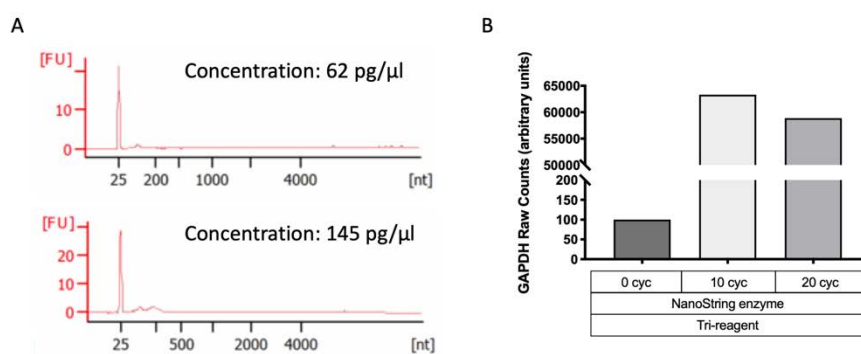 A
[FU]
Concentration: 62 pg/µl
10
0
25 200 1000 4000 [nt]
[FU]
Concentration: 145 pg/µl
20
10
0
25 500 2000 4000 [nt]
B
GAPDH Raw Counts (arbitrary units)
65000
60000
55000
50000
200
150
100
50
0
0 cyc 10 cyc 20 cyc
NanoString enzyme
Tri-reagent